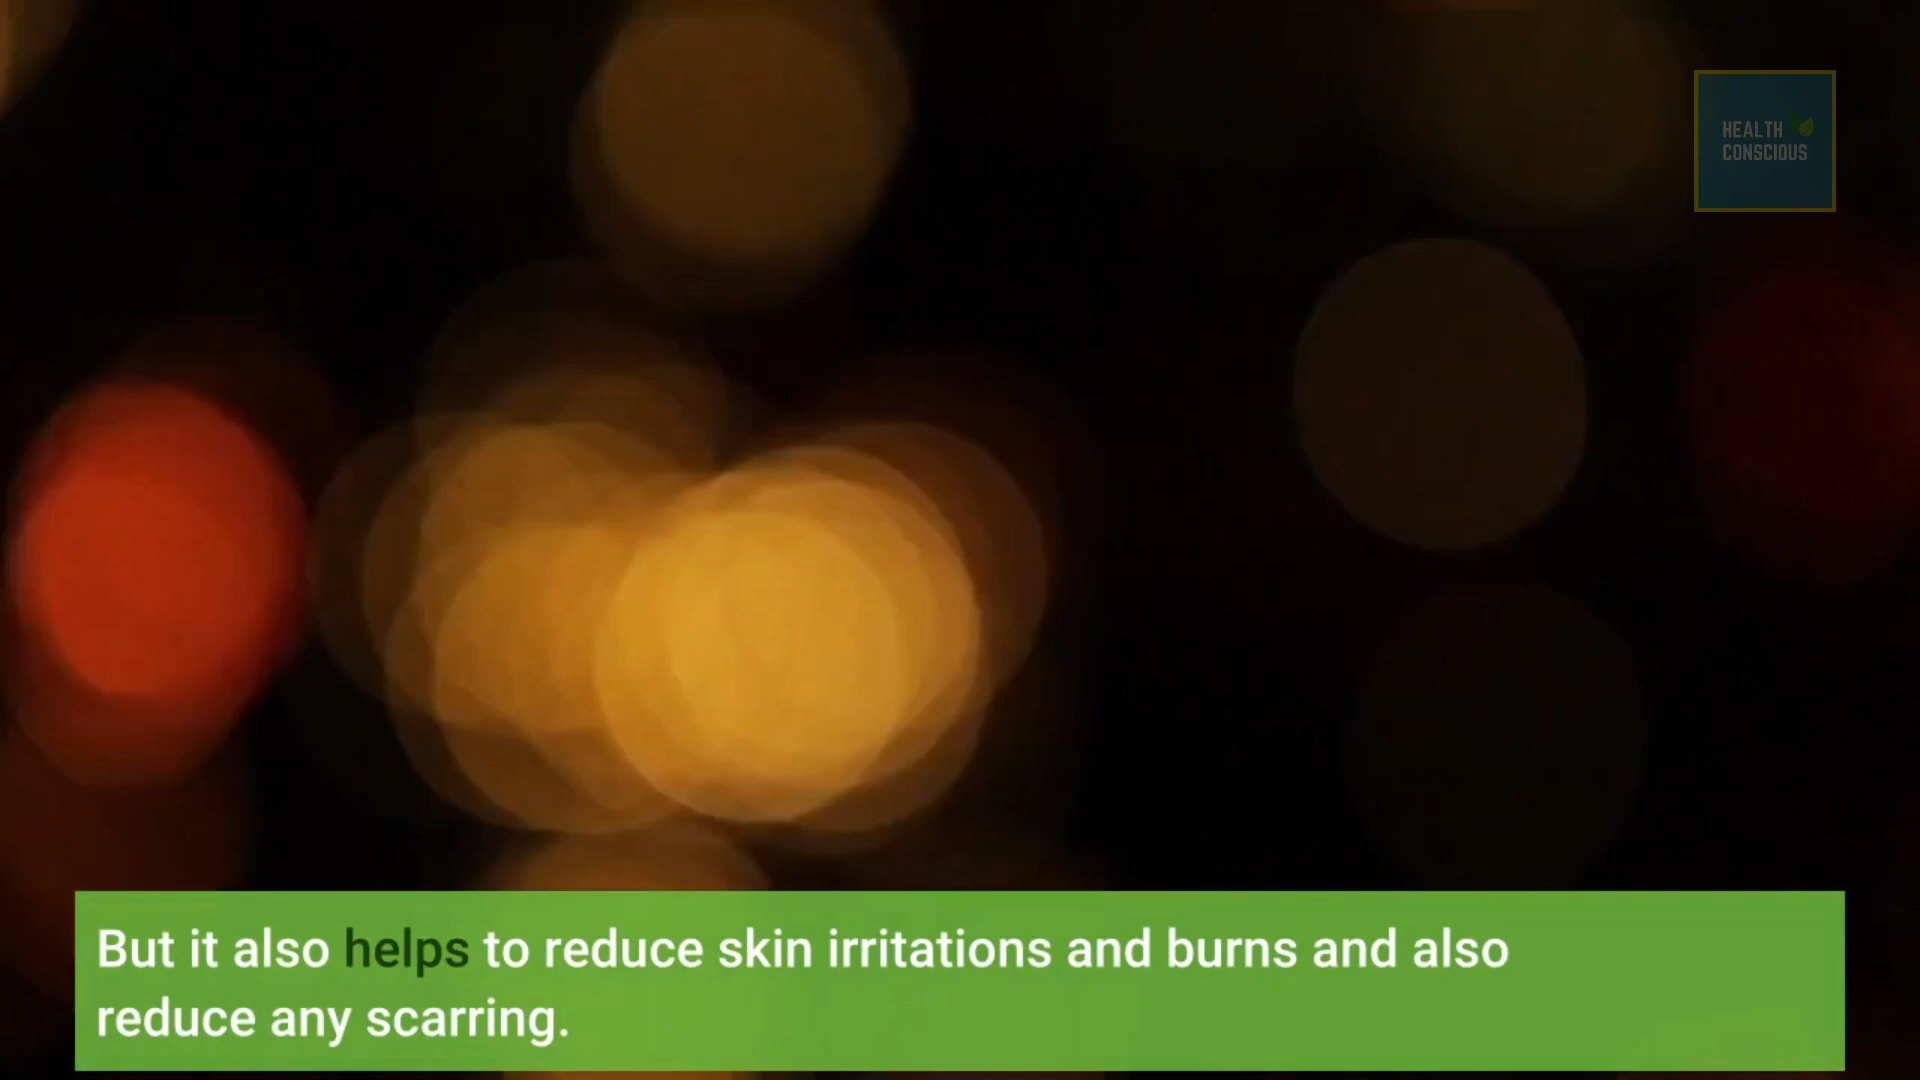 HEALTH
CONSCIOUS
But it also helps to reduce skin irritations and burns and also
reduce any scarring.